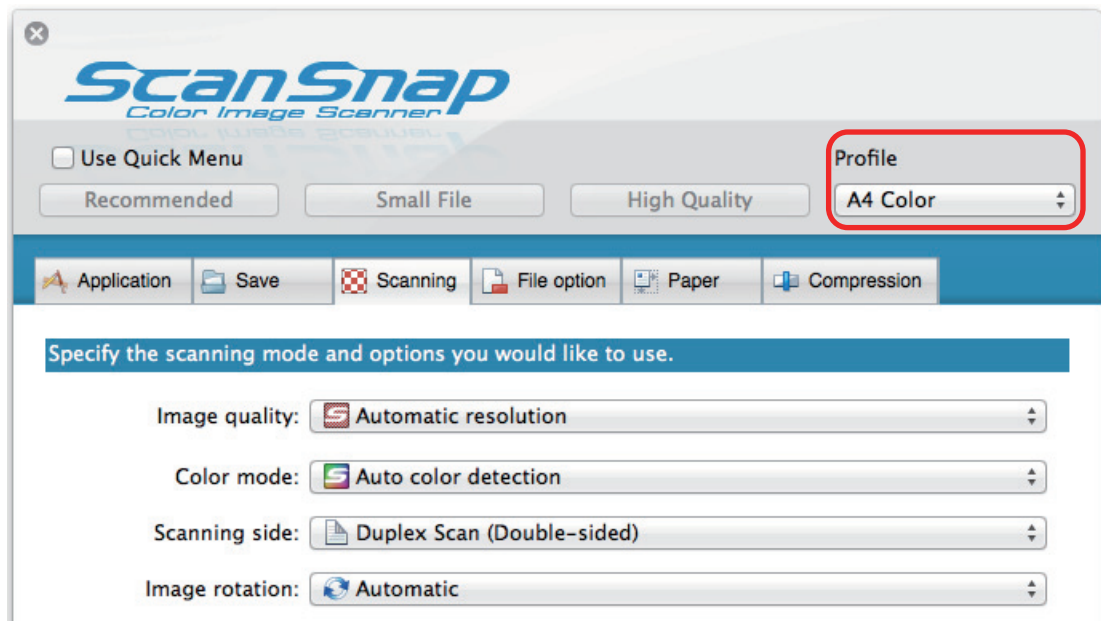 ScanSnap
Color Image Scanner
Use Quick Menu
Profile
Recommended
Small File
High Quality
A4 Color
Application
Save
Scanning
File option
Paper
Compression
Specify the scanning mode and options you would like to use.
Image quality: Automatic resolution
Color mode: Auto color detection
Scanning side: Duplex Scan (Double-sided)
Image rotation: Automatic